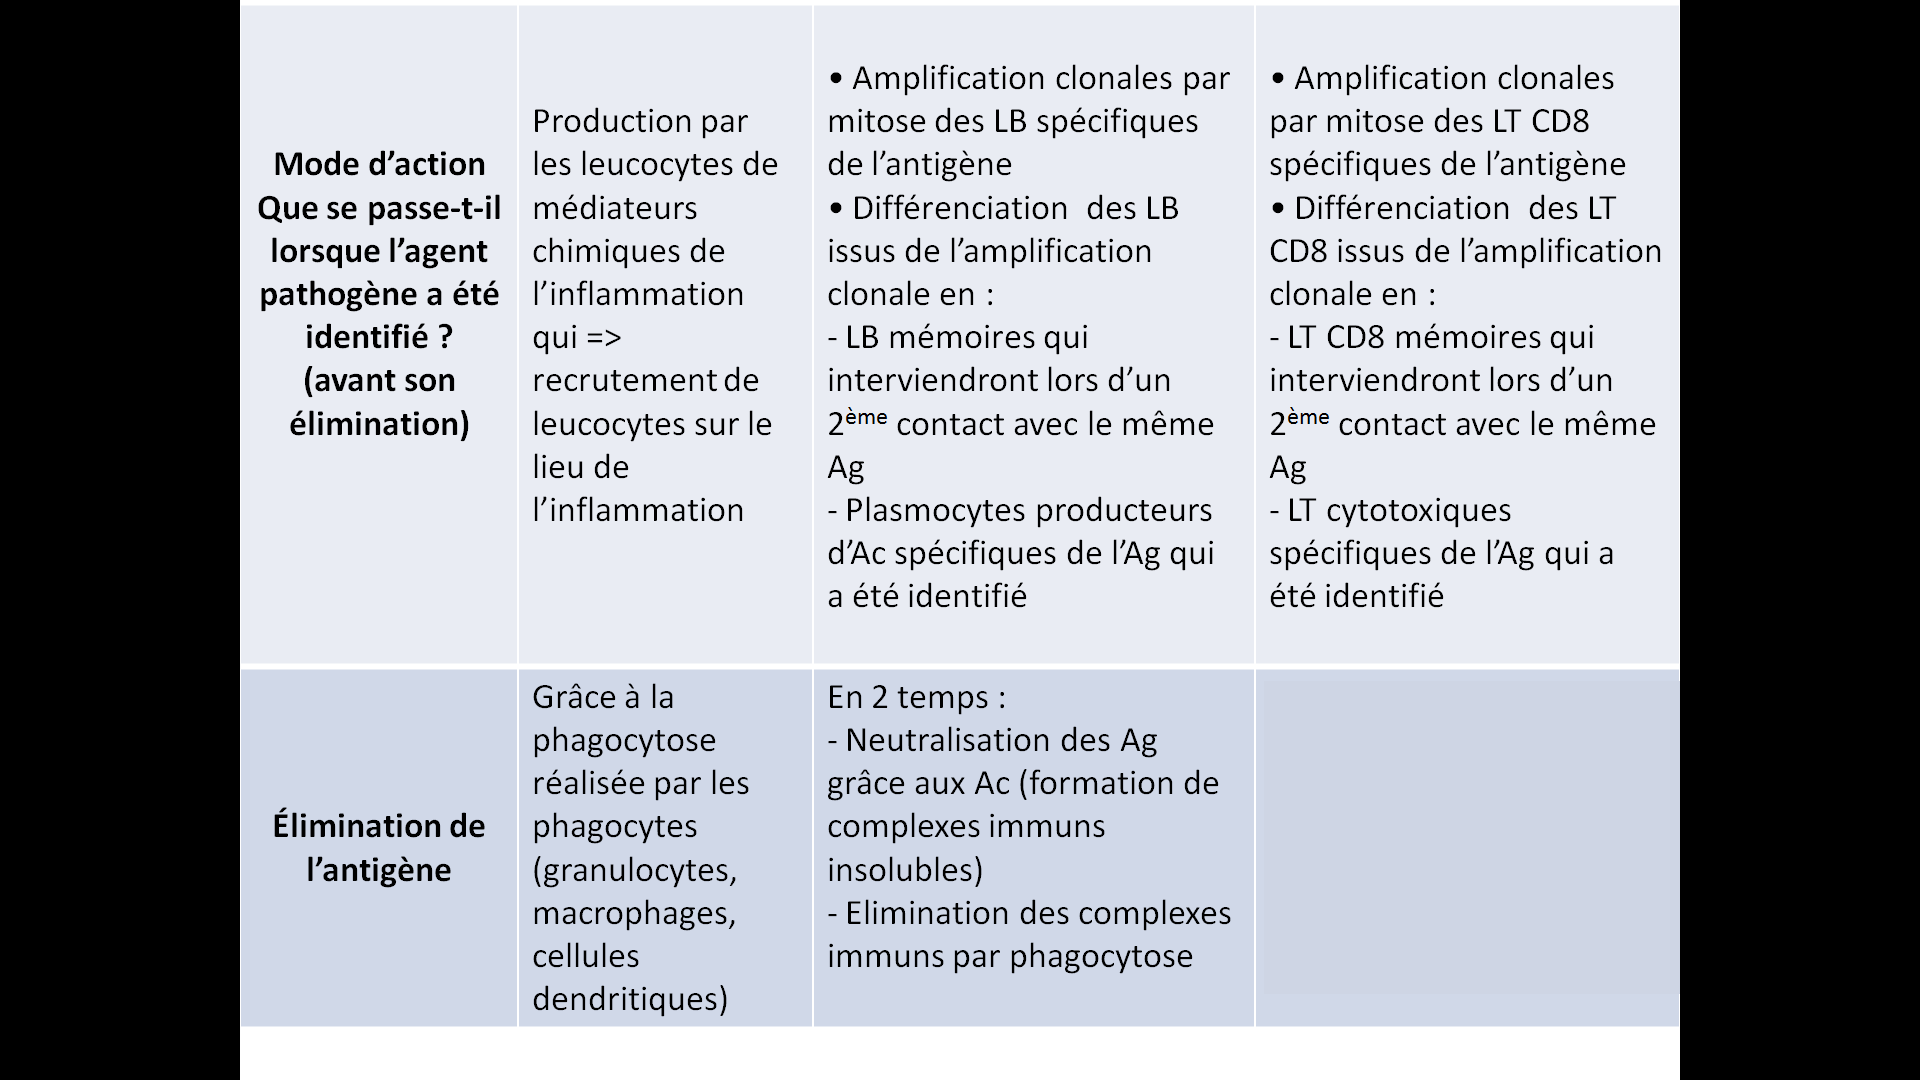 Mode d’action
Que se passe-t-il
lorsque l’agent
pathogène a été
identifié ?
(avant son
élimination)
Production par
les leucocytes de
médiateurs
chimiques de
l’inflammation
qui =>
recrutement de
leucocytes sur le
lieu de
l’inflammation
• Amplification clonales par
mitose des LB spécifiques
de l’antigène
• Différenciation  des LB
issus de l’amplification
clonale en :
- LB mémoires qui
interviendront lors d’un
2ème contact avec le même
Ag
- Plasmocytes producteurs
d’Ac spécifiques de l’Ag qui
a été identifié
• Amplification clonales
par mitose des LT CD8
spécifiques de l’antigène
• Différenciation  des LT
CD8 issus de l’amplification
clonale en :
- LT CD8 mémoires qui
interviendront lors d’un
2ème contact avec le même
Ag
- LT cytotoxiques
spécifiques de l’Ag qui a
été identifié
Élimination de
l’antigène
Grâce à la
phagocytose
réalisée par les
phagocytes
(granulocytes,
macrophages,
cellules
dendritiques)
En 2 temps :
- Neutralisation des Ag
grâce aux Ac (formation de
complexes immuns
insolubles)
- Elimination des complexes
immuns par phagocytose